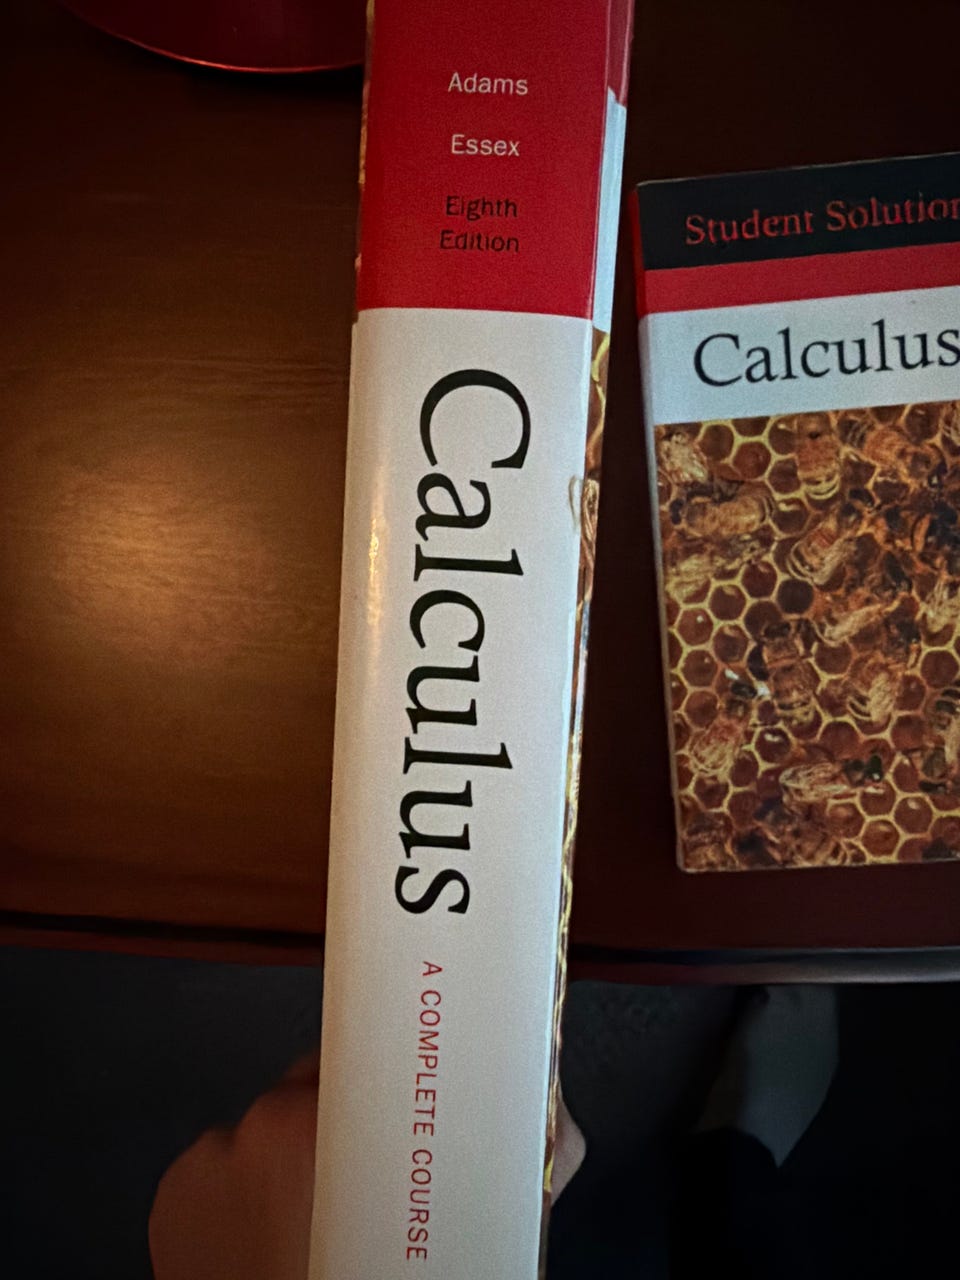 Adams
Essex
Eighth
Edition
Calculus
A COMPLETE COURSE
Student Solution
Calculus